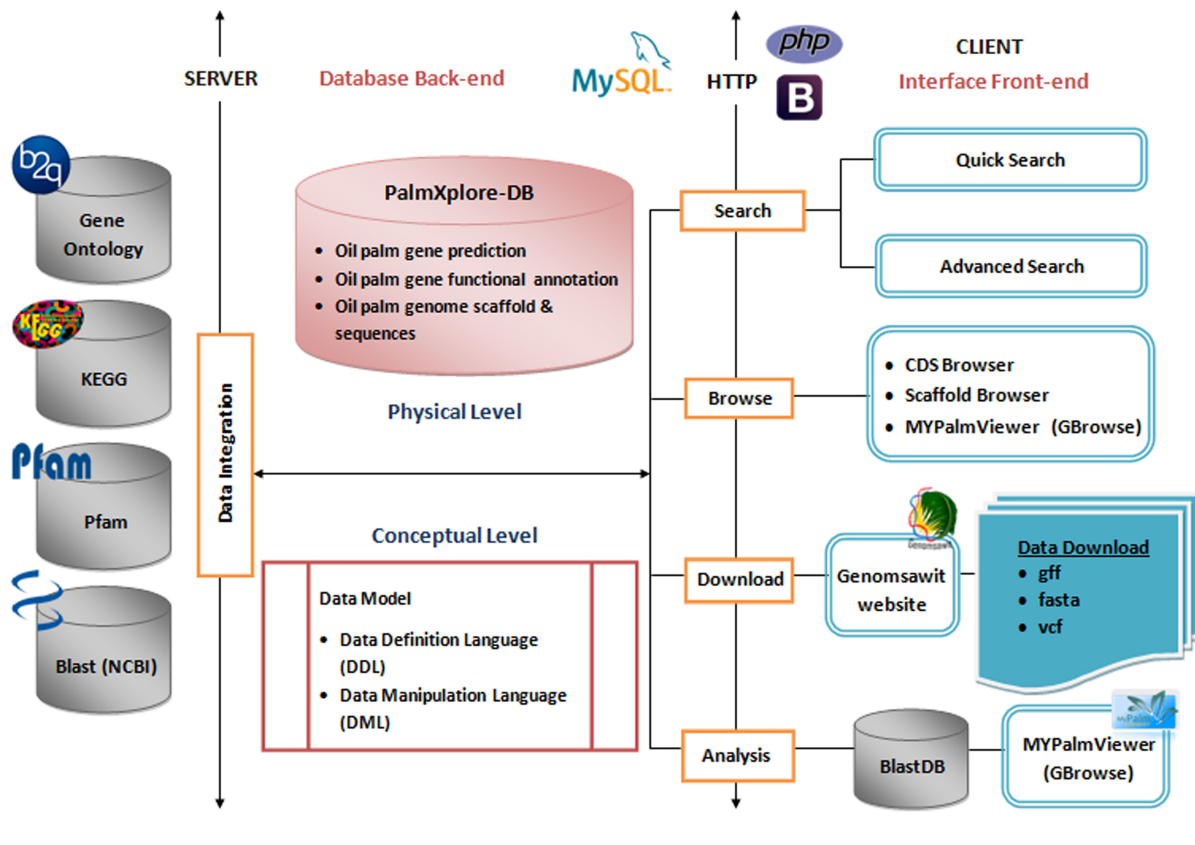 SERVER
Database Back-end
MySQL
HTTP
php
B
CLIENT
Interface Front-end
b2g
Gene
Ontology
KEGG
KEGG
Pfam
Pfam
Blast (NCBI)
Data Integration
PalmXplore-DB
• Oil palm gene prediction
• Oil palm gene functional annotation
• Oil palm genome scaffold &
sequences
Physical Level
Conceptual Level
Data Model
• Data Definition Language
(DDL)
• Data Manipulation Language
(DML)
Search
Quick Search
Advanced Search
Browse
• CDS Browser
• Scaffold Browser
• MYPalmViewer (GBrowse)
Download
Genomsawit
Genomsawit
website
Data Download
• gff
• fasta
• vcf
Analysis
BlastDB
MyPalm
MYPalmViewer
(GBrowse)